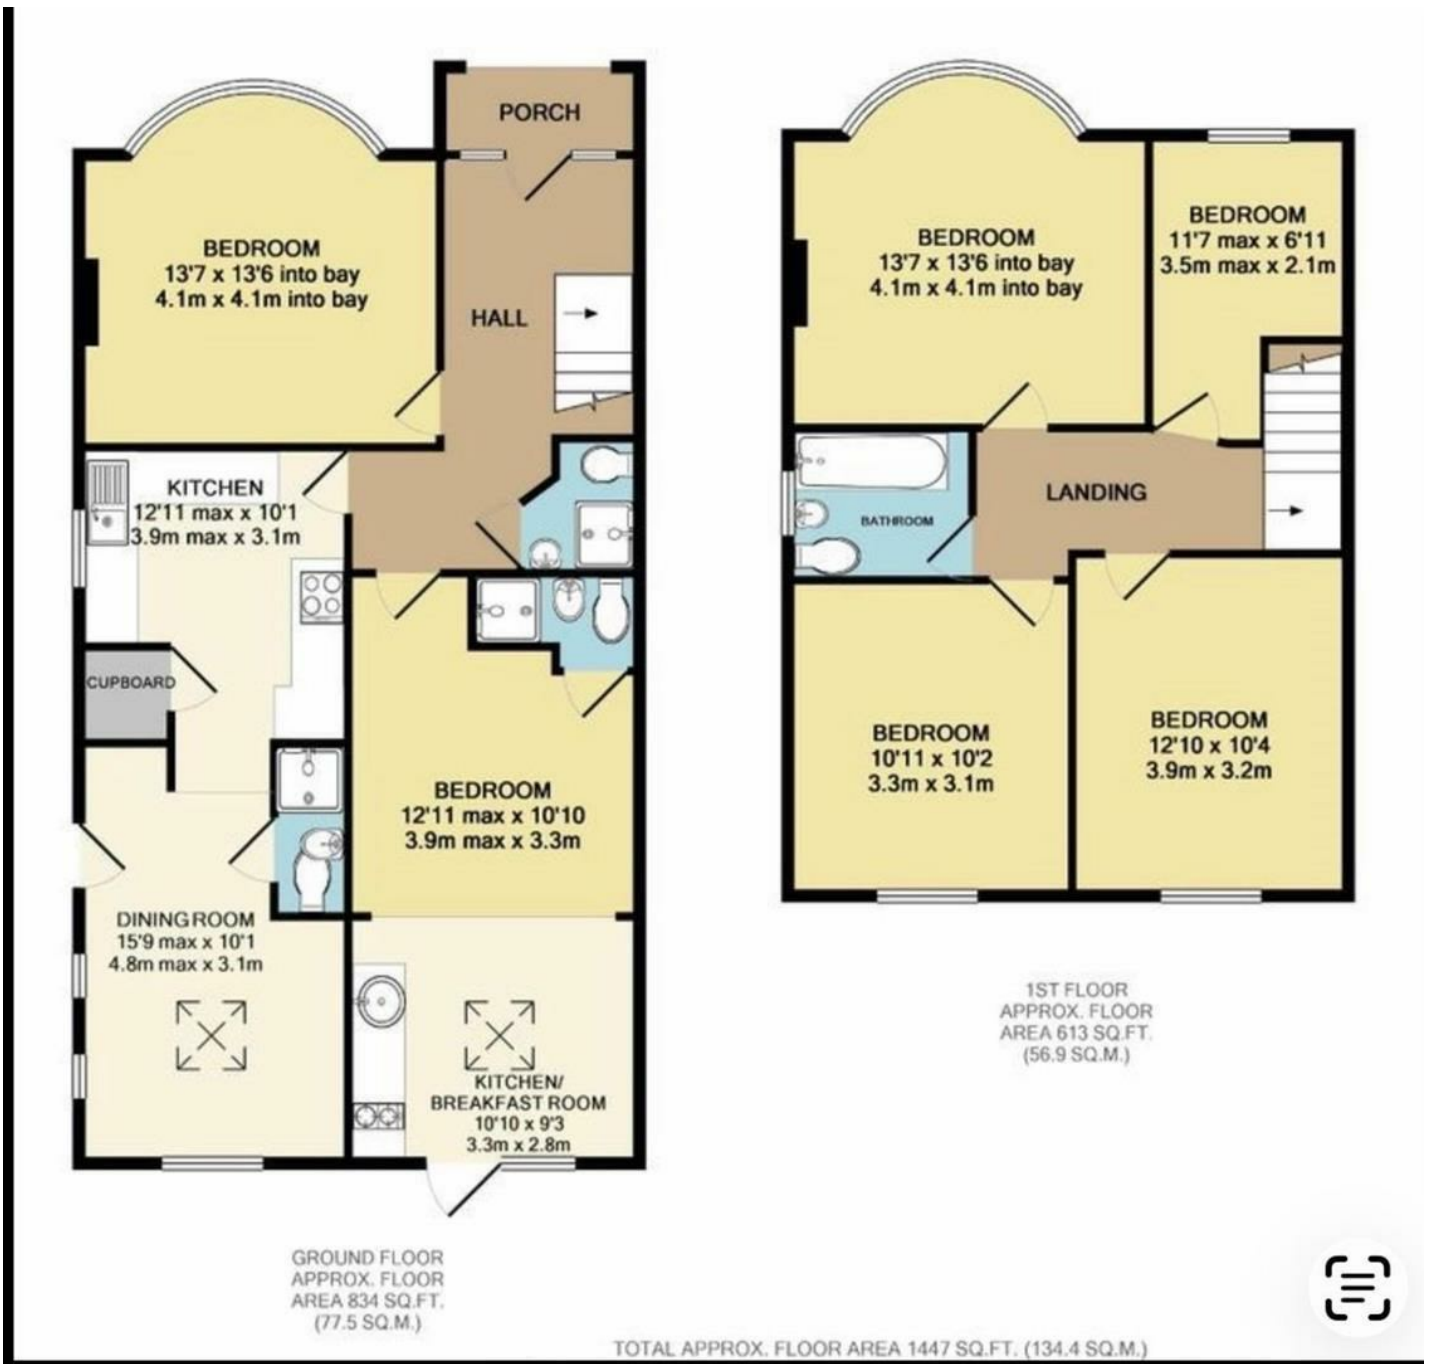 PORCH
BEDROOM
13'7 x 13'6 into bay
4.1m x 4.1m into bay
HALL
KITCHEN
12'11 max x 10'1
3.9m max x 3.1m
CUPBOARD
BEDROOM
12'11 max x 10'10
3.9m max x 3.3m
DINING ROOM
15'9 max x 10'1
4.8m max x 3.1m
KITCHEN/
BREAKFAST ROOM
10'10 x 9'3
3.3m x 2.8m
GROUND FLOOR
APPROX. FLOOR
AREA 834 SQ.FT.
(77.5 SQ.M.)
BEDROOM
13'7 x 13'6 into bay
4.1m x 4.1m into bay
BEDROOM
11'7 max x 6'11
3.5m max x 2.1m
LANDING
BATHROOM
BEDROOM
10'11 x 10'2
3.3m x 3.1m
BEDROOM
12'10 x 10'4
3.9m x 3.2m
1ST FLOOR
APPROX. FLOOR
AREA 613 SQ.FT.
(56.9 SQ.M.)
TOTAL APPROX. FLOOR AREA 1447 SQ.FT. (134.4 SQ.M.)